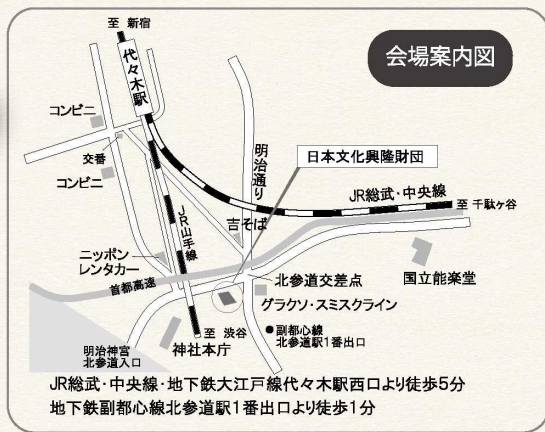 至 新宿
会場案内図
代々木駅
コンビニ
交番
コンビニ
明治通り
日本文化興隆財団
JR総武・中央線
至 千駄ヶ谷
吉そば
JR山手線
ニッポン
レンタカー
首都高速
北参道交差点
国立能楽堂
グラクソ・スミスクライン
至 渋谷
副都心線
北参道駅1番出口
明治神宮
北参道入口
神社本庁
JR総武・中央線・地下鉄大江戸線代々木駅西口より徒歩5分
地下鉄副都心線北参道駅1番出口より徒歩1分